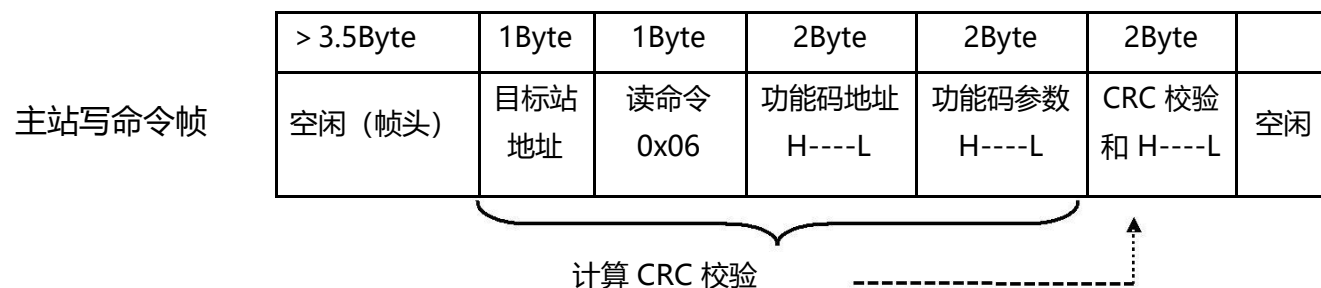 > 3.5Byte 1Byte 1Byte 2Byte 2Byte 2Byte
主站写命令帧
空闲（帧头）
目标站
地址
读命令
0x06
功能码地址
H----L
功能码参数
H----L
CRC 校验
和 H----L
空闲
计算 CRC 校验